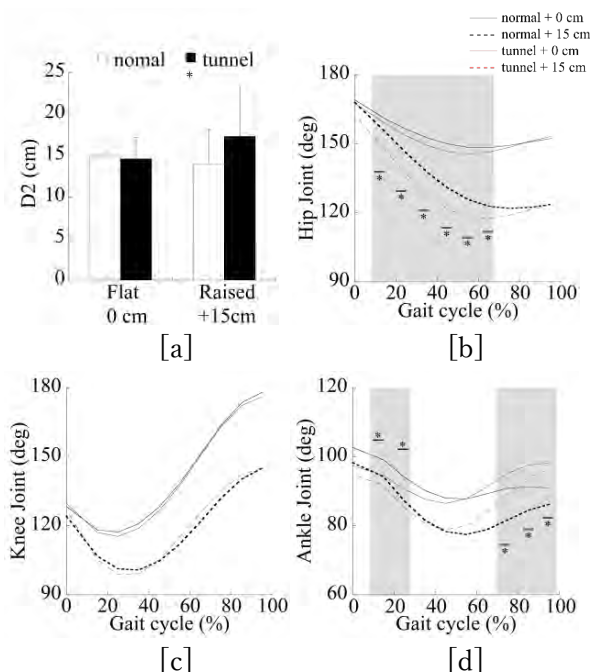 normal + 0 cm
normal + 15 cm
tunnel + 0 cm
tunnel + 15 cm
nomal tunnel
*
25
20
15
10
5
0
D2 (cm)
Flat
0 cm
Raised
+15cm
[a]
180
150
120
90
Hip Joint (deg)
* * * * * *
0 20 40 60 80 100
Gait cycle (%)
[b]
180
150
120
90
Knee Joint (deg)
0 20 40 60 80 100
Gait cycle (%)
[c]
120
100
80
60
Ankle Joint (deg)
* *
* * *
0 20 40 60 80 100
Gait cycle (%)
[d]